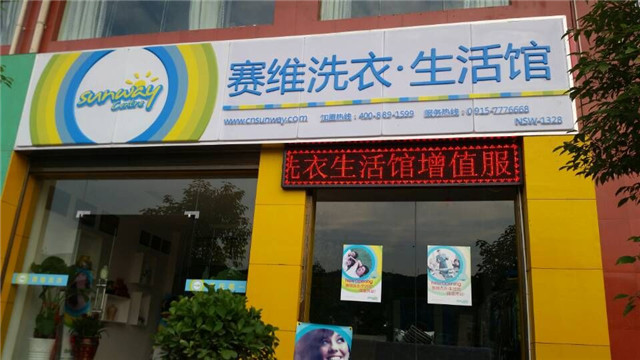 sunway
Centre
赛维洗衣·生活馆
www.cnsunway.com 加盟热线:400-889-1599 服务热线:0915-7776668
NSW-1328
洗衣生活馆增值服